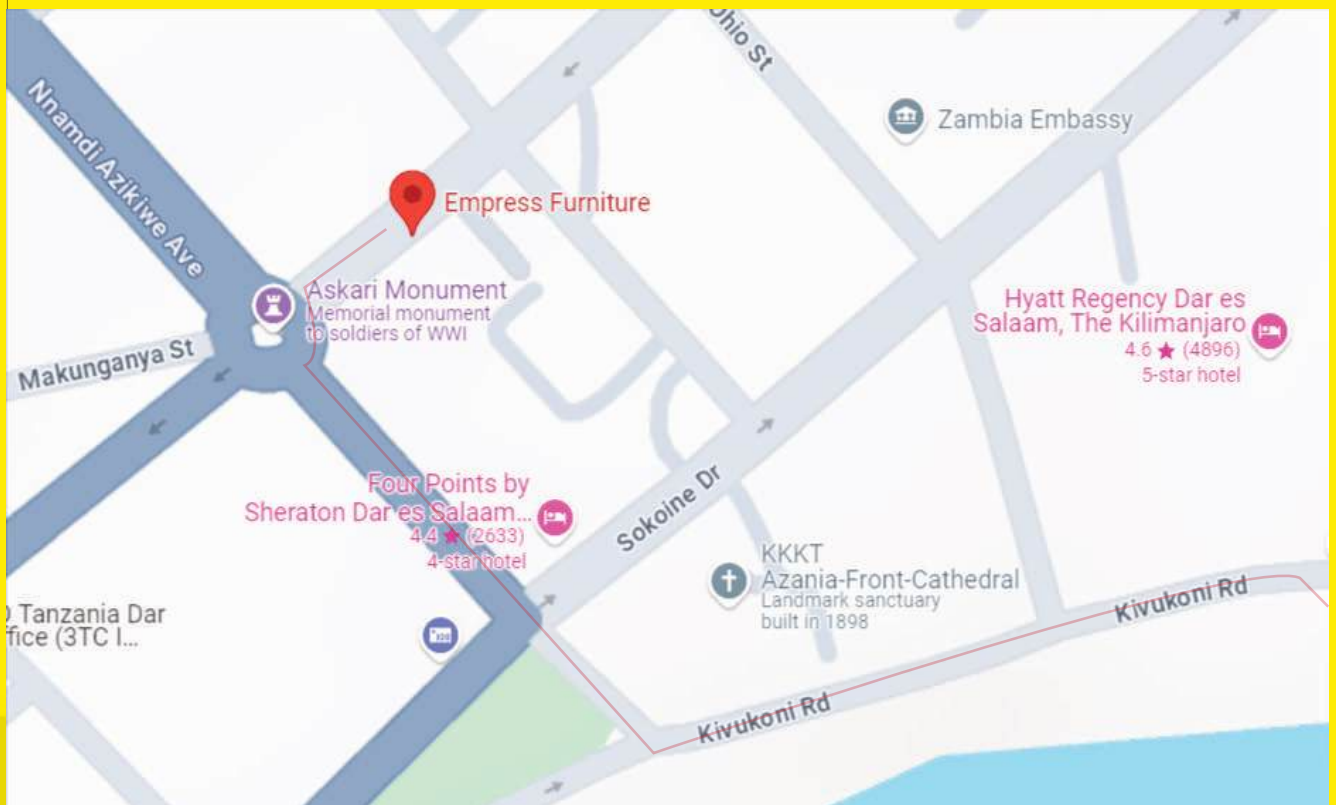 Ohio St
Nnamdi Azikiwe Ave
Zambia Embassy
Empress Furniture
Askari Monument
Memorial monument
to soldiers of WWI
Makunganya St
Hyatt Regency Dar es
Salaam, The Kilimanjaro
4.6 ★ (4896)
5-star hotel
Four Points by
Sheraton Dar es Salaam...
4.4 ★ (2633)
4-star hotel
Sokoine Dr
KKKT
Azania-Front-Cathedral
Landmark sanctuary
built in 1898
Tanzania Dar
ffice (3TC I...
Kivukoni Rd
Kivukoni Rd